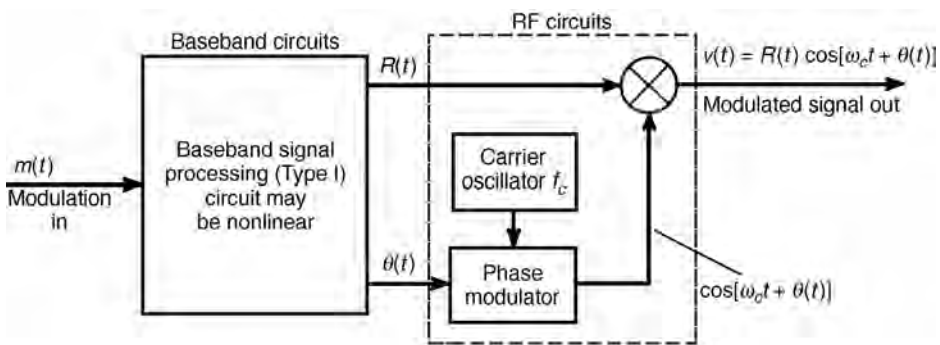 RF circuits
Baseband circuits
R(t)
v(t) = R(t) cos[ω_c t + θ(t)]
Modulated signal out
Baseband signal
processing (Type I)
circuit may
be nonlinear
m(t)
Modulation
in
Carrier
oscillator f_c
θ(t)
Phase
modulator
cos[ω_c t + θ(t)]